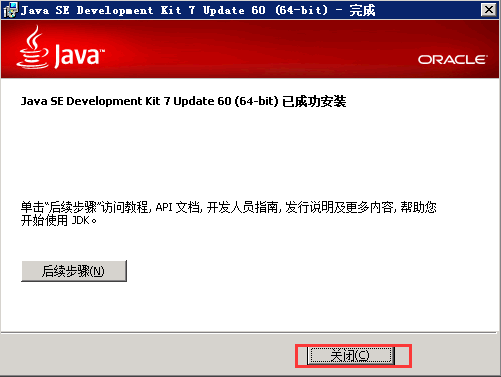 Java SE Development Kit 7 Update 60 (64-bit) - 完成
Java™
ORACLE®
Java SE Development Kit 7 Update 60 (64-bit) 已成功安装
单击“后续步骤”访问教程, API 文档, 开发人员指南, 发行说明及更多内容, 帮助您
开始使用 JDK。
后续步骤(N)
关闭(C)